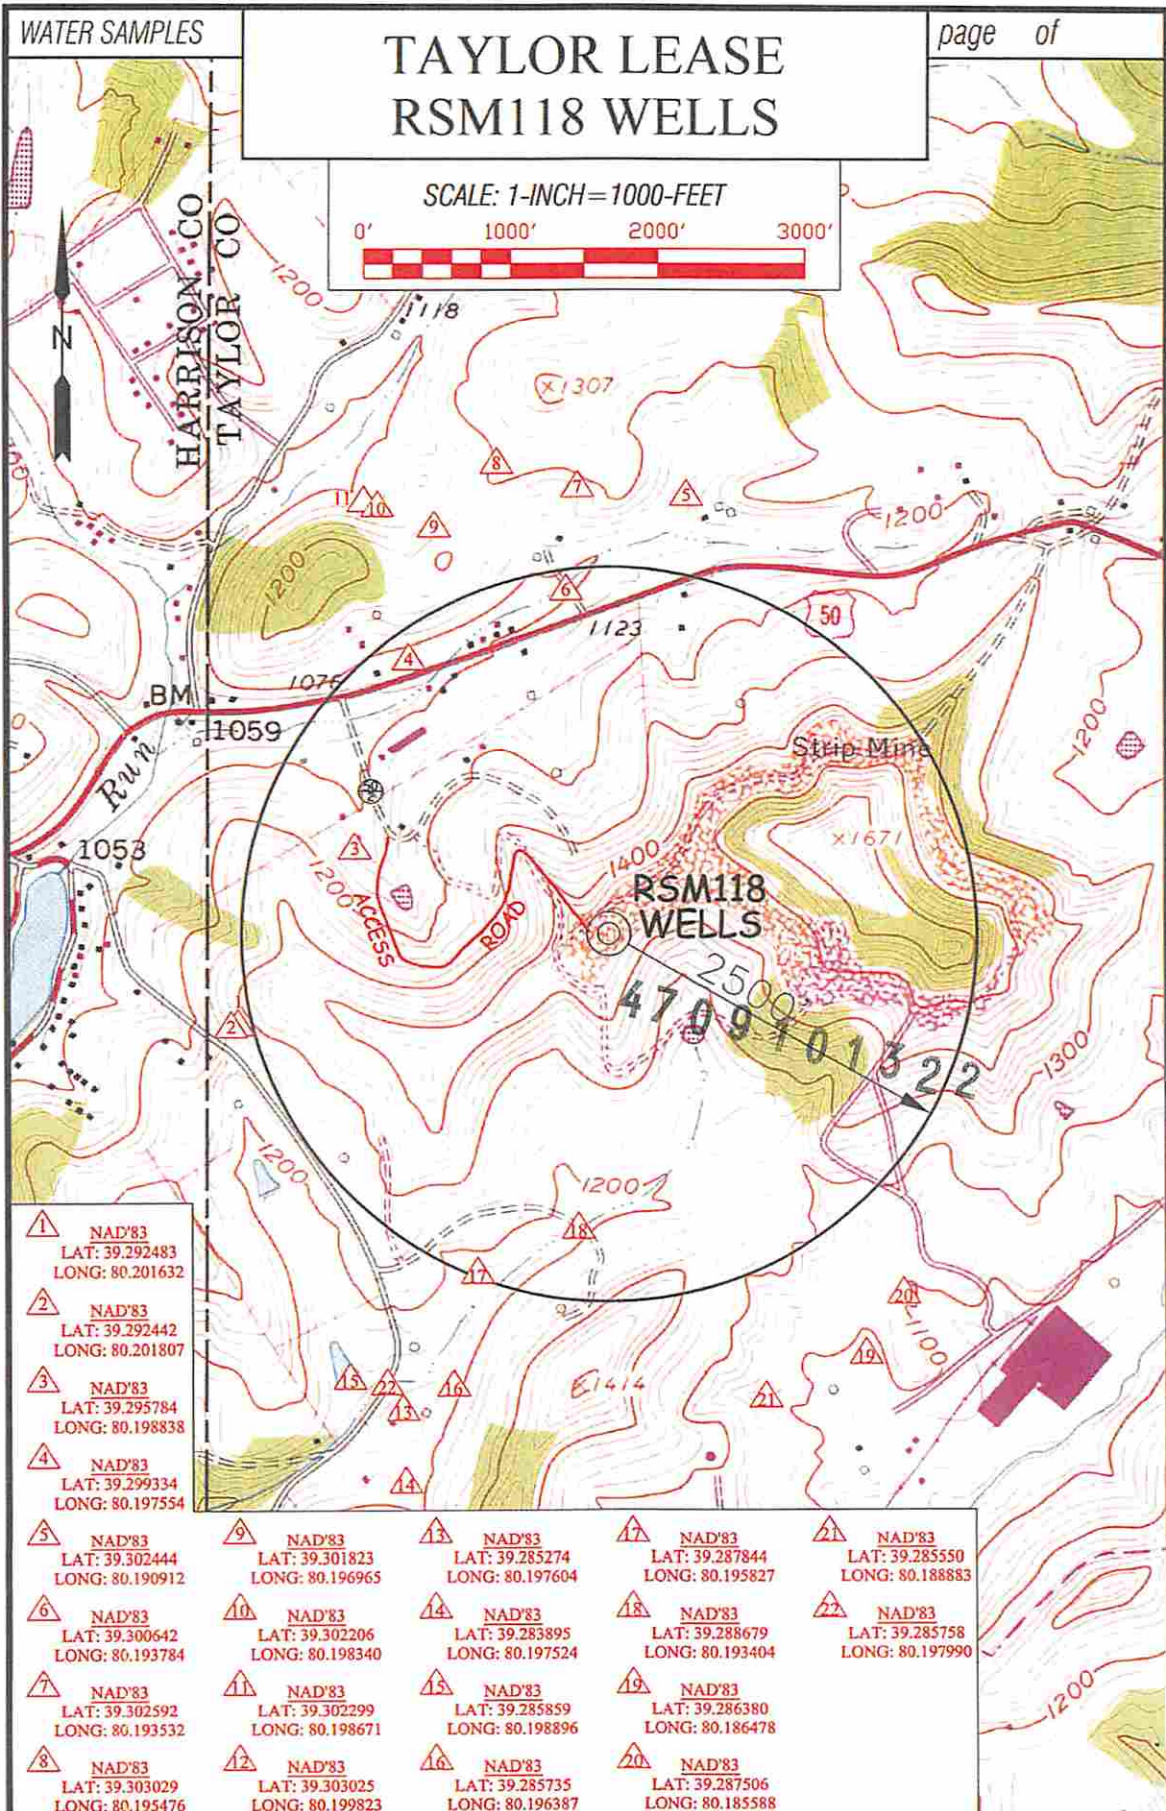 WATER SAMPLES
TAYLOR LEASE
RSM118 WELLS
page of
SCALE: 1-INCH=1000-FEET
0' 1000' 2000' 3000'
HARRISON CO
TAYLOR CO
N
1200
1118
×1307
8
7
5
11
10
9
1200
1200
6
50
1123
4
1076
BM
1059
Run
1053
Strip Mine
1200
×1671
3
1200
1400
ACCESS
ROAD
RSM118
WELLS
2500
4709101322
2
1300
1200
1200
18
17
20
1100
19
15
22
16
13
1414
21
14
1200
1
NAD'83
LAT: 39.292483
LONG: 80.201632
2
NAD'83
LAT: 39.292442
LONG: 80.201807
3
NAD'83
LAT: 39.295784
LONG: 80.198838
4
NAD'83
LAT: 39.299334
LONG: 80.197554
5
NAD'83
LAT: 39.302444
LONG: 80.190912
6
NAD'83
LAT: 39.300642
LONG: 80.193784
7
NAD'83
LAT: 39.302592
LONG: 80.193532
8
NAD'83
LAT: 39.303029
LONG: 80.195476
9
NAD'83
LAT: 39.301823
LONG: 80.196965
10
NAD'83
LAT: 39.302206
LONG: 80.198340
11
NAD'83
LAT: 39.302299
LONG: 80.198671
12
NAD'83
LAT: 39.303025
LONG: 80.199823
13
NAD'83
LAT: 39.285274
LONG: 80.197604
14
NAD'83
LAT: 39.283895
LONG: 80.197524
15
NAD'83
LAT: 39.285859
LONG: 80.198896
16
NAD'83
LAT: 39.285735
LONG: 80.196387
17
NAD'83
LAT: 39.287844
LONG: 80.195827
18
NAD'83
LAT: 39.288679
LONG: 80.193404
19
NAD'83
LAT: 39.286380
LONG: 80.186478
20
NAD'83
LAT: 39.287506
LONG: 80.185588
21
NAD'83
LAT: 39.285550
LONG: 80.188883
22
NAD'83
LAT: 39.285758
LONG: 80.197990